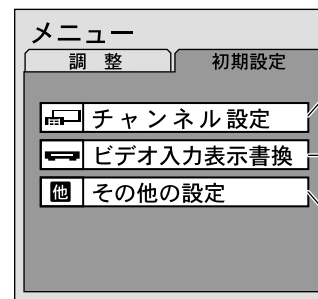 メニュー
調 整 初期設定
チャンネル設定
ビデオ入力表示書換
他 その他の設定